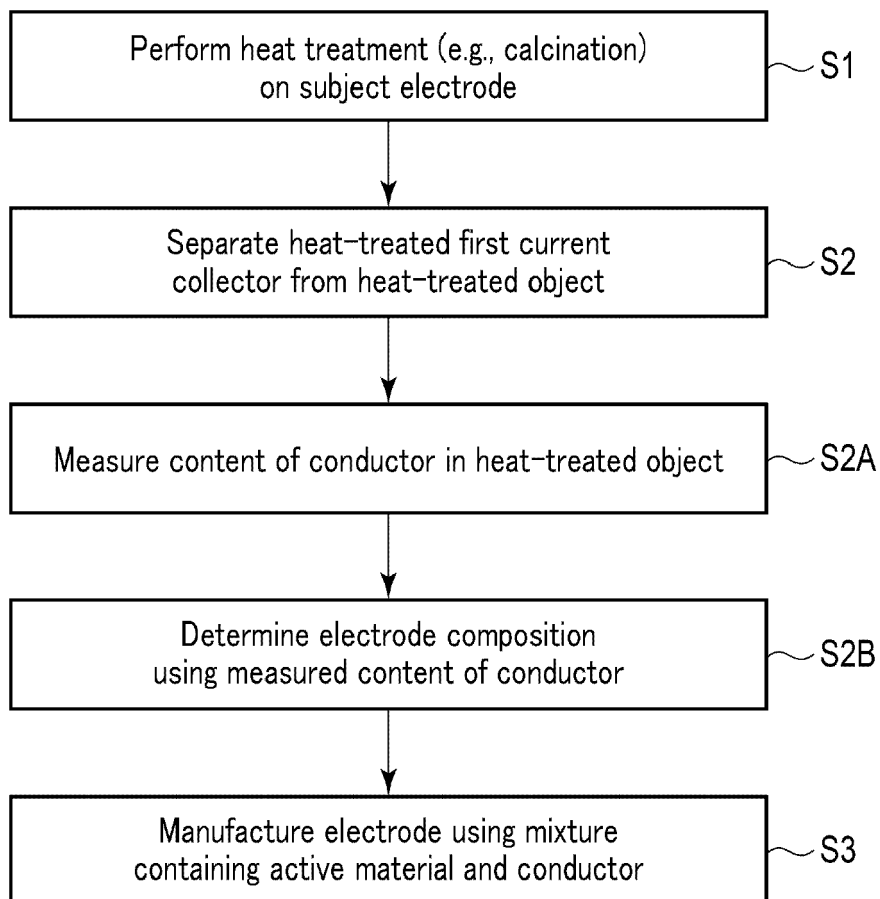 Perform heat treatment (e.g., calcination)
on subject electrode
S1
Separate heat-treated first current
collector from heat-treated object
S2
Measure content of conductor in heat-treated object
S2A
Determine electrode composition
using measured content of conductor
S2B
Manufacture electrode using mixture
containing active material and conductor
S3